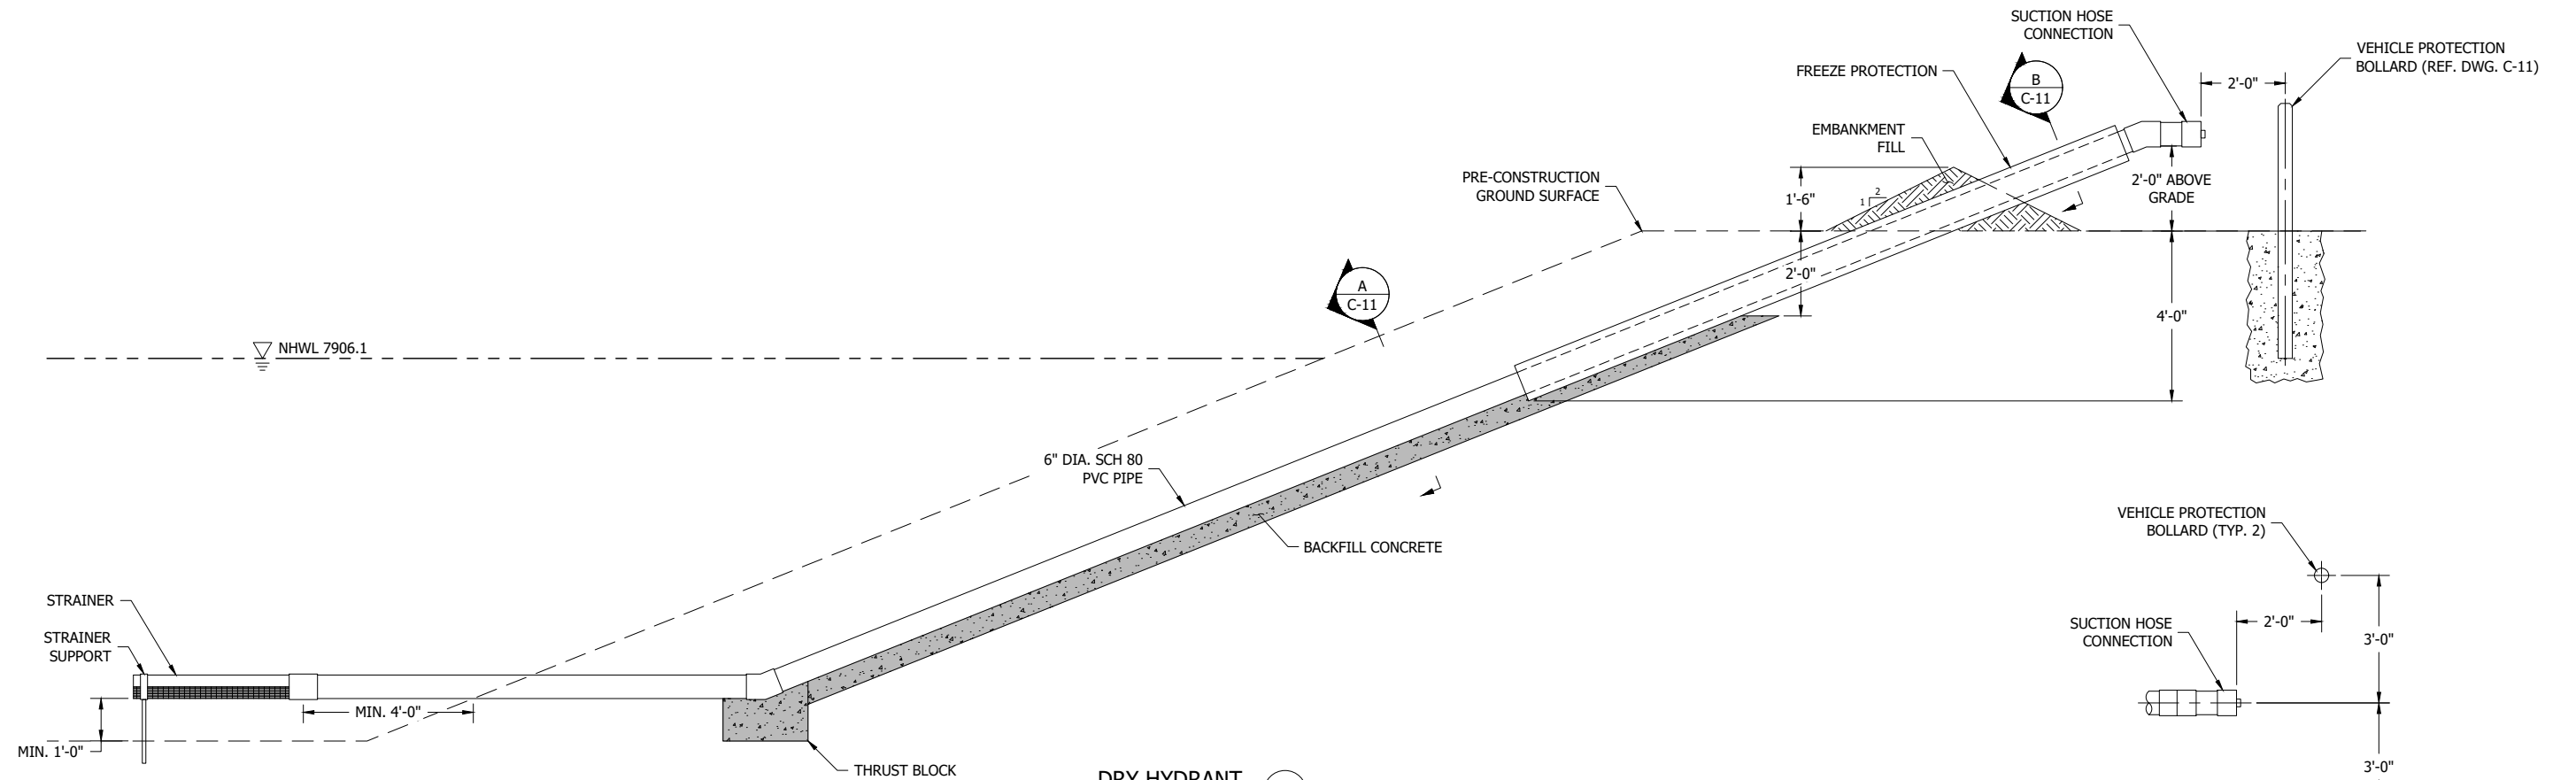 SUCTION HOSE
CONNECTION
VEHICLE PROTECTION
BOLLARD (REF. DWG. C-11)
FREEZE PROTECTION
B
C-11
2'-0"
EMBANKMENT
FILL
PRE-CONSTRUCTION
GROUND SURFACE
1'-6"
2
1
2'-0" ABOVE
GRADE
2'-0"
A
C-11
4'-0"
NHWL 7906.1
6" DIA. SCH 80
PVC PIPE
VEHICLE PROTECTION
BOLLARD (TYP. 2)
BACKFILL CONCRETE
STRAINER
STRAINER
SUPPORT
SUCTION HOSE
CONNECTION
2'-0"
3'-0"
MIN. 4'-0"
MIN. 1'-0"
THRUST BLOCK
3'-0"
DRY HYDRANT